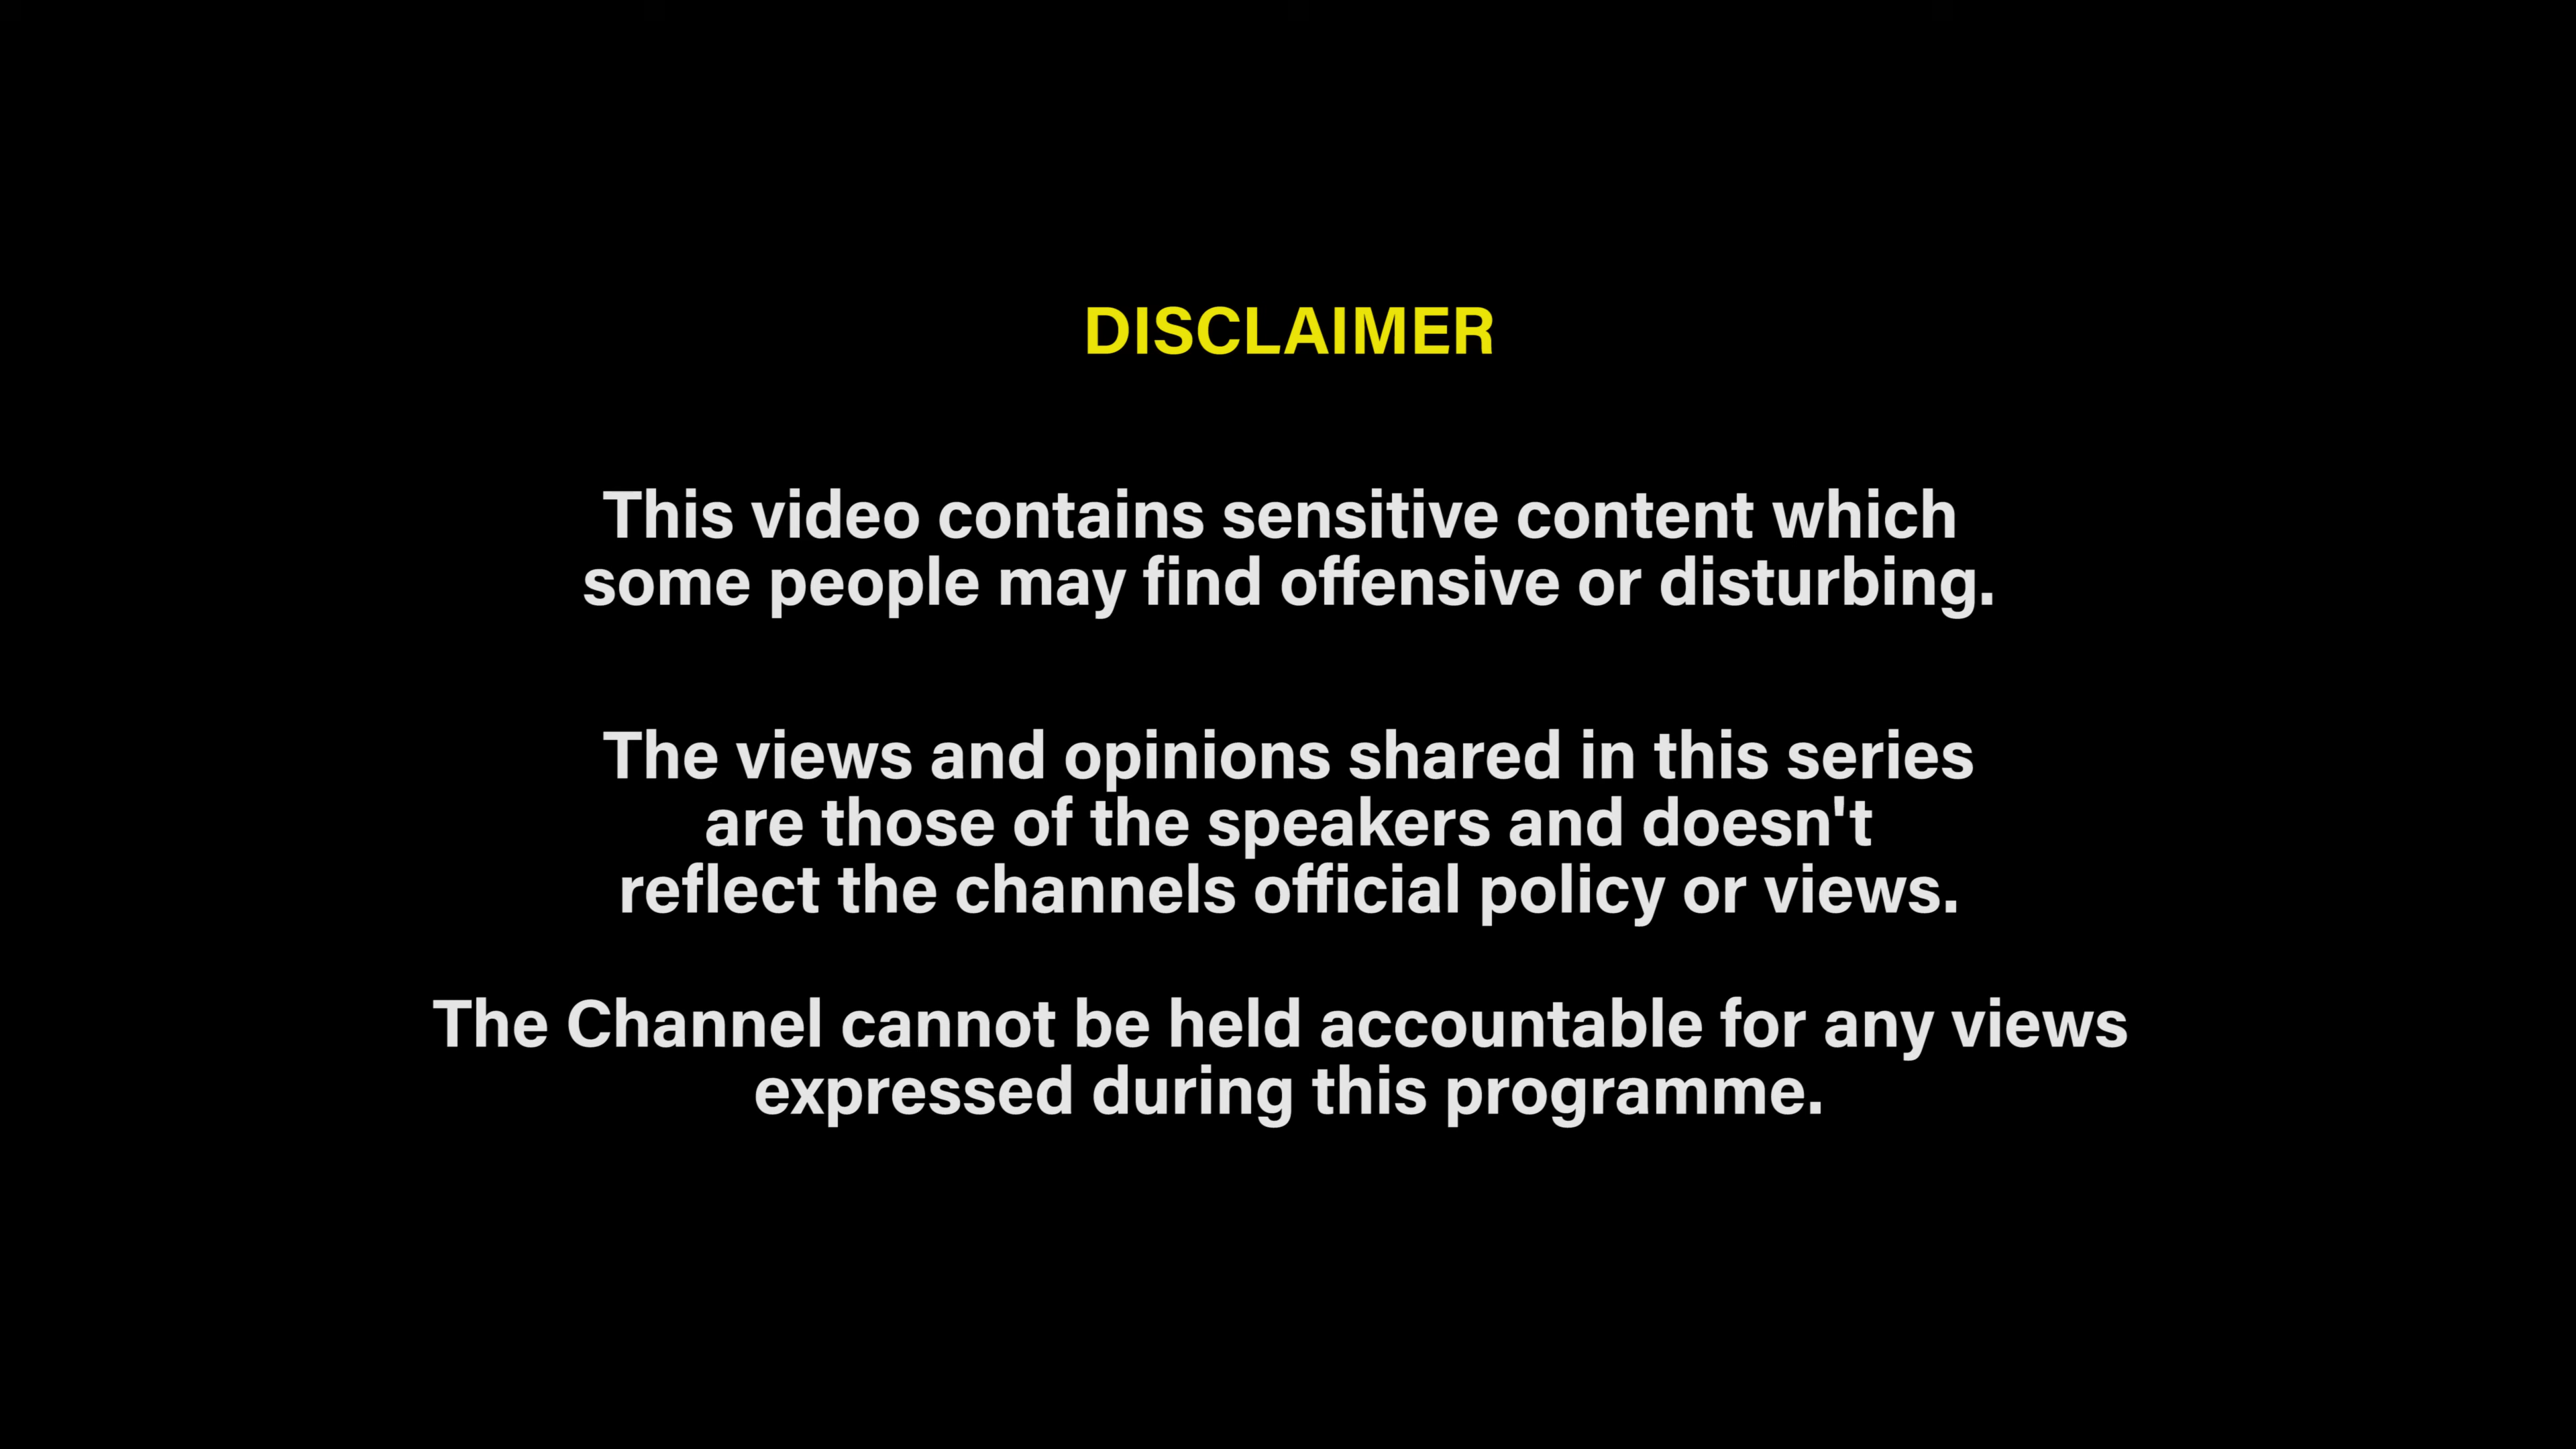 DISCLAIMER
This video contains sensitive content which
some people may find offensive or disturbing.
The views and opinions shared in this series
are those of the speakers and doesn't
reflect the channels official policy or views.
The Channel cannot be held accountable for any views
expressed during this programme.